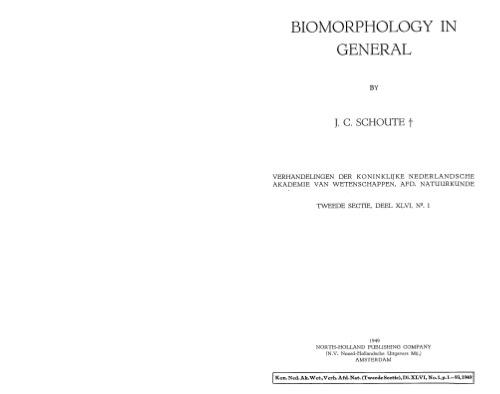 BIOMORPHOLOGY IN
GENERAL
BY
J. C. SCHOUTE †
VERHANDELINGEN DER KONINKLIJKE NEDERLANDSCHE
AKADEMIE VAN WETENSCHAPPEN, AFD. NATUURKUNDE
TWEEDE SECTIE, DEEL XLVI, Nº. 1
1949
NORTH-HOLLAND PUBLISHING COMPANY
(N.V. Noord-Hollandsche Uitgevers Mij.)
AMSTERDAM
Kon. Ned. Ak. Wet., Verh. Afd. Nat. (Tweede Sectie), Dl. XLVI, No. 1, p. 1—93, 1949